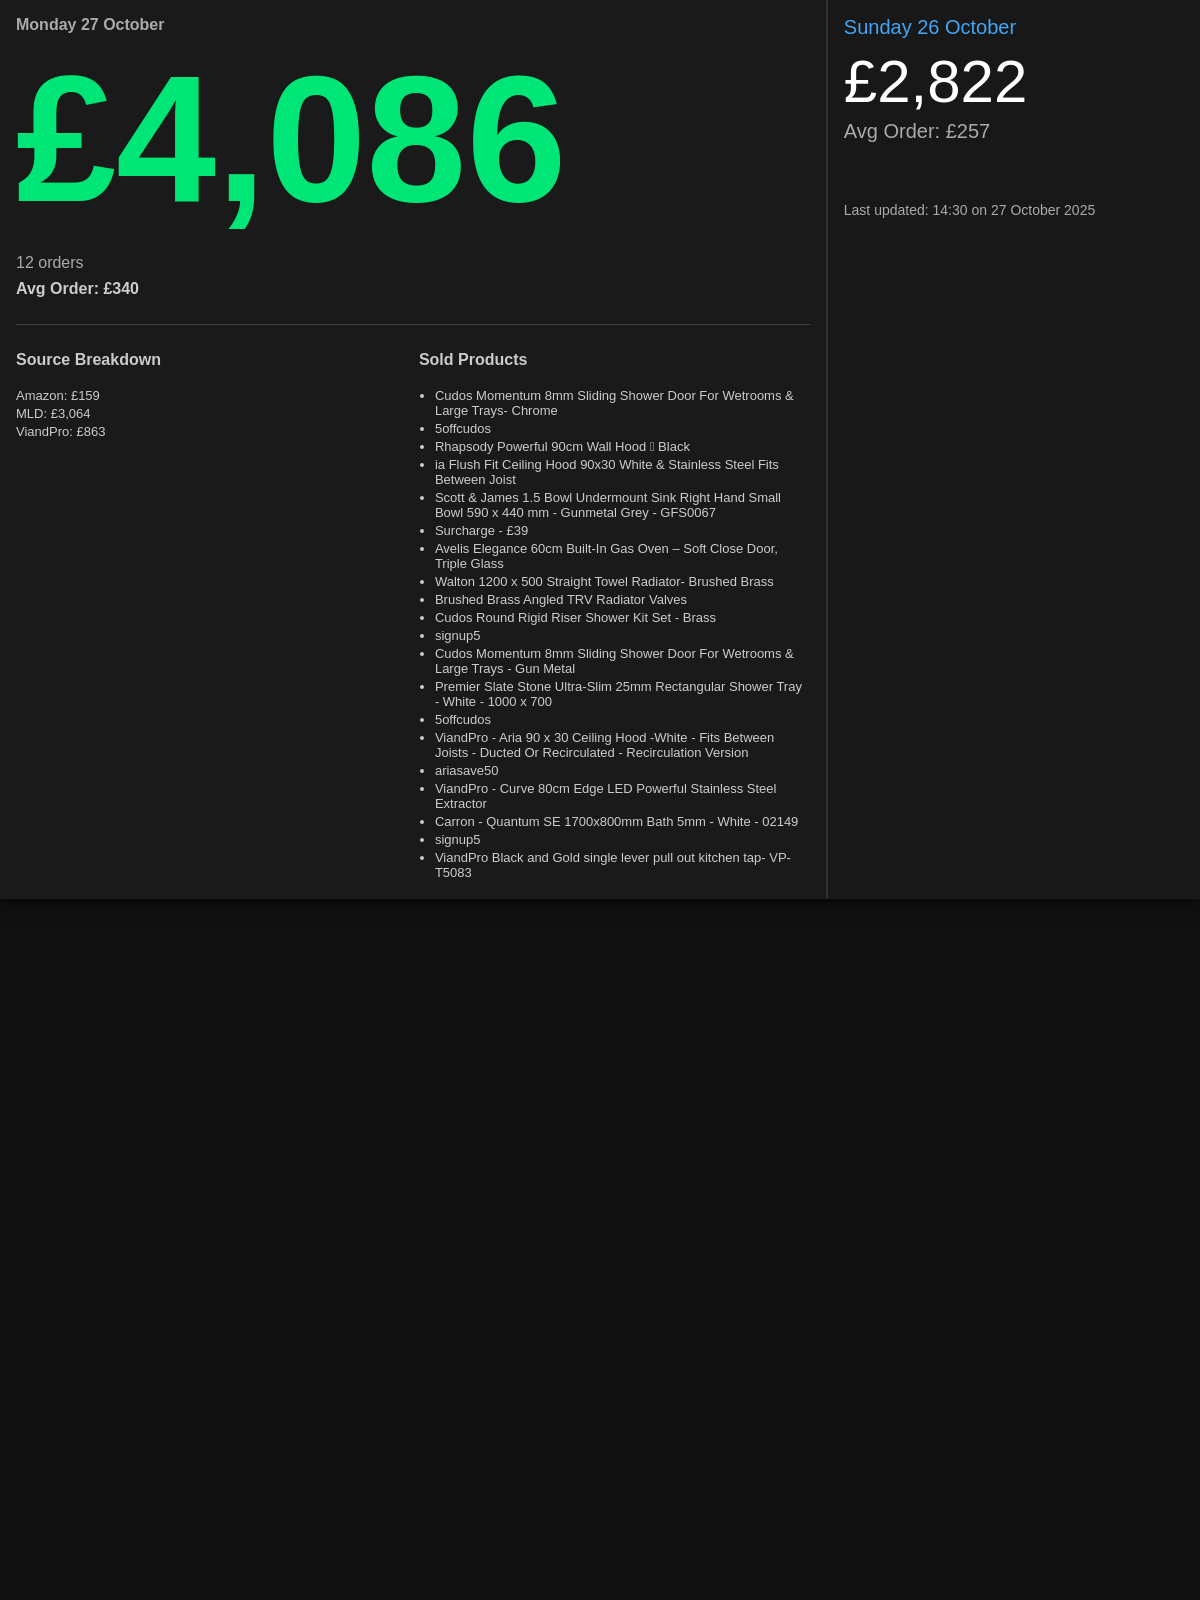 Monday 27 October
£4,086
12 orders
Avg Order: £340
Source Breakdown
Amazon: £159
MLD: £3,064
ViandPro: £863
Sold Products
Cudos Momentum 8mm Sliding Shower Door For Wetrooms &
Large Trays- Chrome
5offcudos
Rhapsody Powerful 90cm Wall Hood  Black
ia Flush Fit Ceiling Hood 90x30 White & Stainless Steel Fits
Between Joist
Scott & James 1.5 Bowl Undermount Sink Right Hand Small
Bowl 590 x 440 mm - Gunmetal Grey - GFS0067
Surcharge - £39
Avelis Elegance 60cm Built-In Gas Oven – Soft Close Door,
Triple Glass
Walton 1200 x 500 Straight Towel Radiator- Brushed Brass
Brushed Brass Angled TRV Radiator Valves
Cudos Round Rigid Riser Shower Kit Set - Brass
signup5
Cudos Momentum 8mm Sliding Shower Door For Wetrooms &
Large Trays - Gun Metal
Premier Slate Stone Ultra-Slim 25mm Rectangular Shower Tray
- White - 1000 x 700
5offcudos
ViandPro - Aria 90 x 30 Ceiling Hood -White - Fits Between
Joists - Ducted Or Recirculated - Recirculation Version
ariasave50
ViandPro - Curve 80cm Edge LED Powerful Stainless Steel
Extractor
Carron - Quantum SE 1700x800mm Bath 5mm - White - 02149
signup5
ViandPro Black and Gold single lever pull out kitchen tap- VP-
T5083
Sunday 26 October
£2,822
Avg Order: £257
Last updated: 14:30 on 27 October 2025